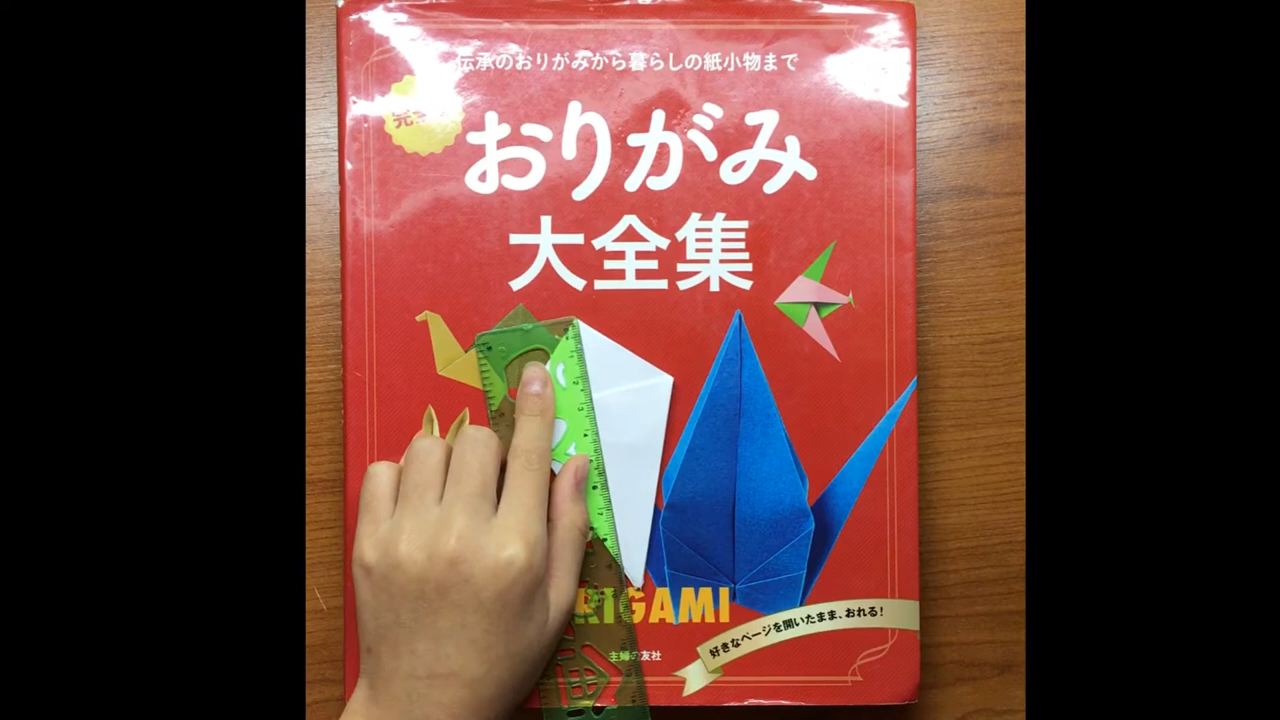 伝承のおりがみから暮らしの紙小物まで
おりがみ
大全集
RIGAMI
好きなページを開いたまま、おれる!
主婦の友社